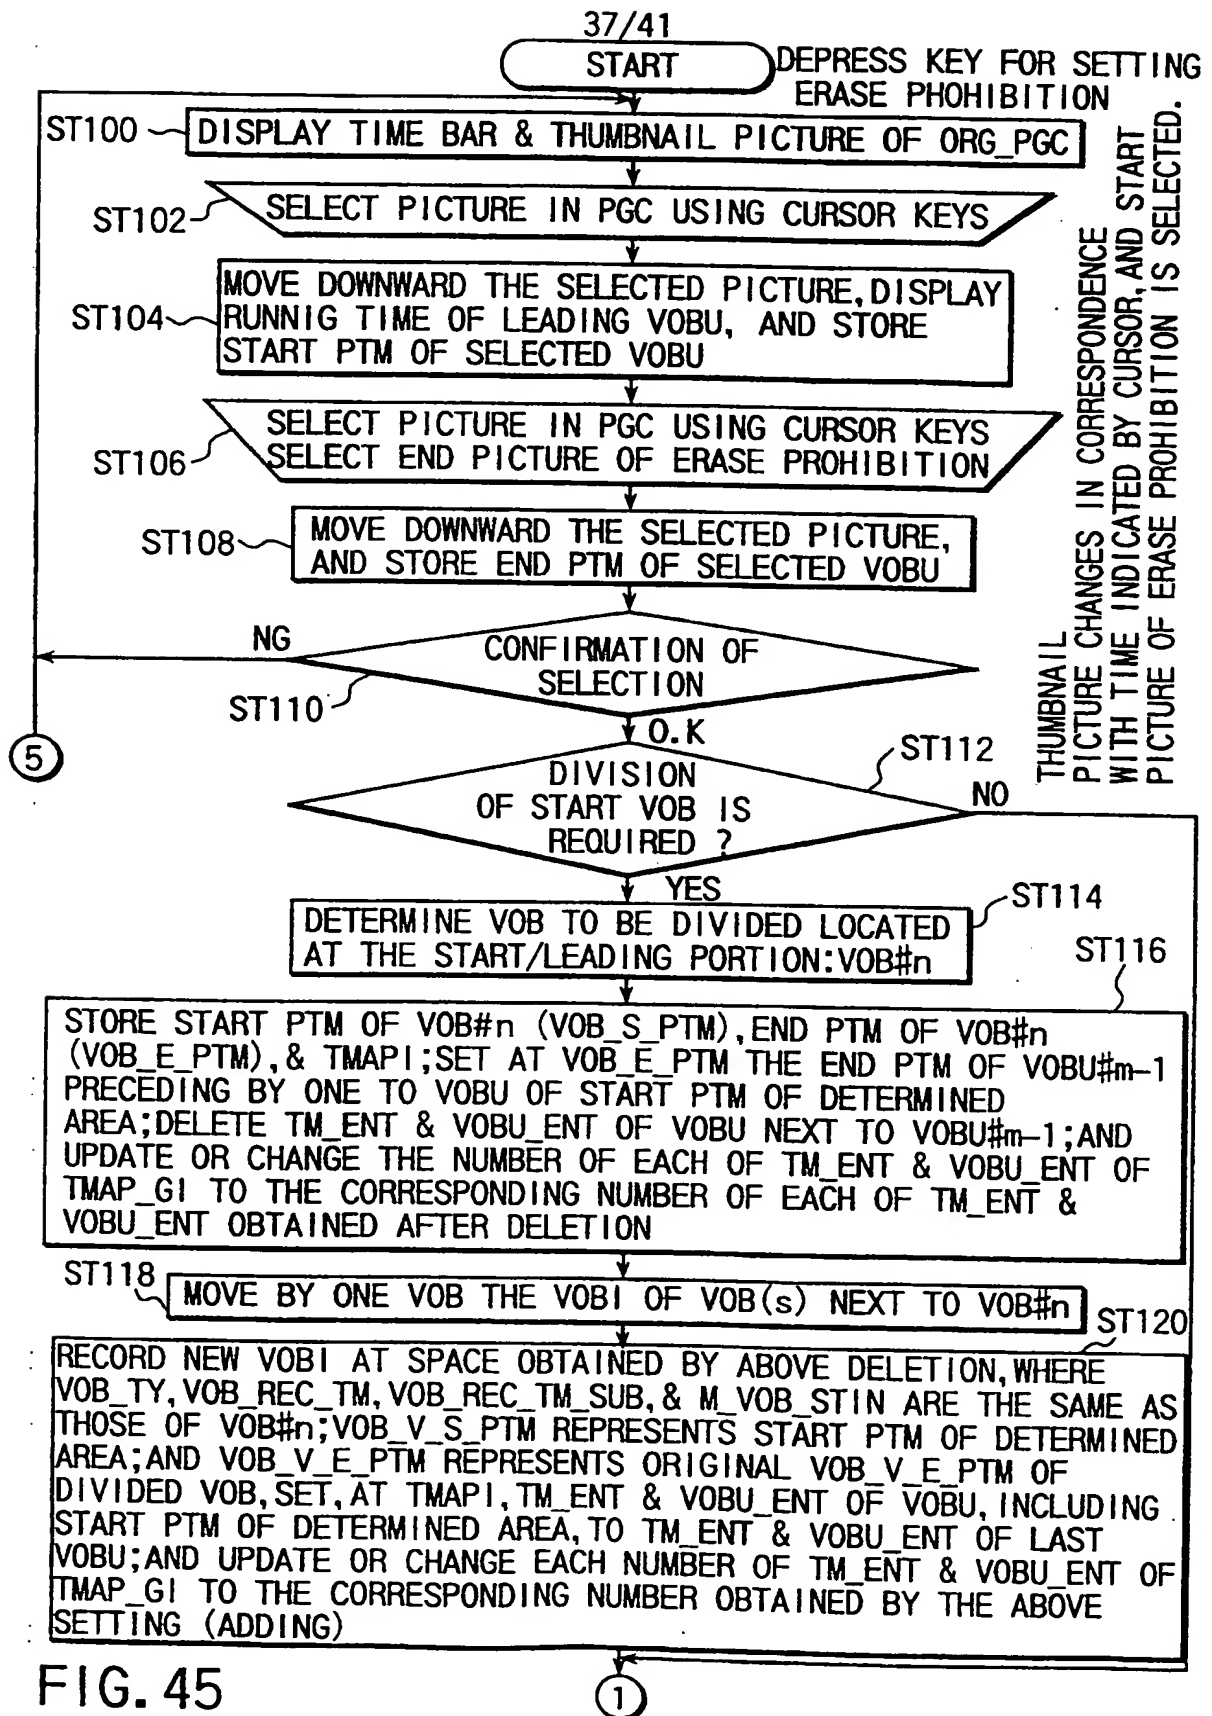 37/41
START
DEPRESS KEY FOR SETTING
ERASE PHOHIBITION
ST100
DISPLAY TIME BAR & THUMBNAIL PICTURE OF ORG_PGC
ST102
SELECT PICTURE IN PGC USING CURSOR KEYS
THUMBNAIL
PICTURE CHANGES IN CORRESPONDENCE
WITH TIME INDICATED BY CURSOR, AND START
PICTURE OF ERASE PROHIBITION IS SELECTED.
ST104
MOVE DOWNWARD THE SELECTED PICTURE, DISPLAY
RUNNIG TIME OF LEADING VOBU, AND STORE
START PTM OF SELECTED VOBU
ST106
SELECT PICTURE IN PGC USING CURSOR KEYS
SELECT END PICTURE OF ERASE PROHIBITION
ST108
MOVE DOWNWARD THE SELECTED PICTURE,
AND STORE END PTM OF SELECTED VOBU
NG
CONFIRMATION OF
SELECTION
ST110
O.K
5
ST112
DIVISION
OF START VOB IS
REQUIRED ?
NO
YES
ST114
DETERMINE VOB TO BE DIVIDED LOCATED
AT THE START/LEADING PORTION:VOB#n
ST116
STORE START PTM OF VOB#n (VOB_S_PTM), END PTM OF VOB#n
(VOB_E_PTM), & TMAPI;SET AT VOB_E_PTM THE END PTM OF VOBU#m-1
PRECEDING BY ONE TO VOBU OF START PTM OF DETERMINED
AREA;DELETE TM_ENT & VOBU_ENT OF VOBU NEXT TO VOBU#m-1;AND
UPDATE OR CHANGE THE NUMBER OF EACH OF TM_ENT & VOBU_ENT OF
TMAP_GI TO THE CORRESPONDING NUMBER OF EACH OF TM_ENT &
VOBU_ENT OBTAINED AFTER DELETION
ST118
MOVE BY ONE VOB THE VOBI OF VOB(s) NEXT TO VOB#n
ST120
RECORD NEW VOBI AT SPACE OBTAINED BY ABOVE DELETION, WHERE
VOB_TY, VOB_REC_TM, VOB_REC_TM_SUB, & M_VOB_STIN ARE THE SAME AS
THOSE OF VOB#n;VOB_V_S_PTM REPRESENTS START PTM OF DETERMINED
AREA;AND VOB_V_E_PTM REPRESENTS ORIGINAL VOB_V_E_PTM OF
DIVIDED VOB, SET, AT TMAPI, TM_ENT & VOBU_ENT OF VOBU, INCLUDING
START PTM OF DETERMINED AREA, TO TM_ENT & VOBU_ENT OF LAST
VOBU;AND UPDATE OR CHANGE EACH NUMBER OF TM_ENT & VOBU_ENT OF
TMAP_GI TO THE CORRESPONDING NUMBER OBTAINED BY THE ABOVE
SETTING (ADDING)
FIG. 45
1